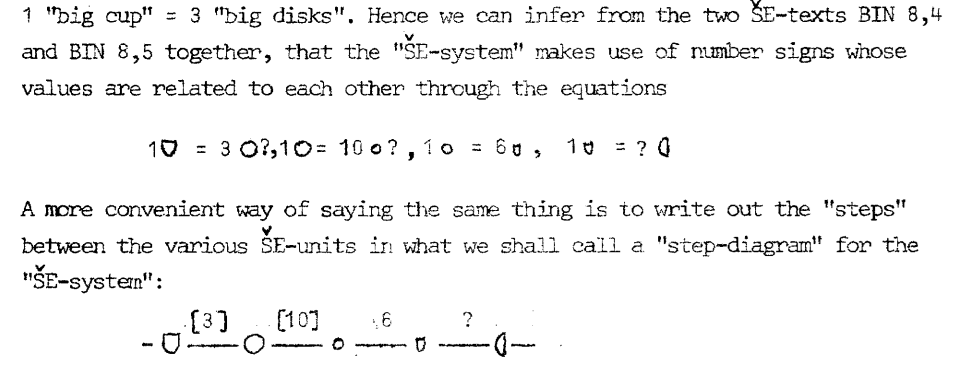 1 "big cup" = 3 "big disks". Hence we can infer from the two ŠE-texts BIN 8,4
and BIN 8,5 together, that the "ŠE-system" makes use of number signs whose
values are related to each other through the equations
1 = 3 ?, 1 = 10 ?, 1 = 6, 1 = ?
A more convenient way of saying the same thing is to write out the "steps"
between the various ŠE-units in what we shall call a "step-diagram" for the
"ŠE-system":
[3] [10] 6 ?